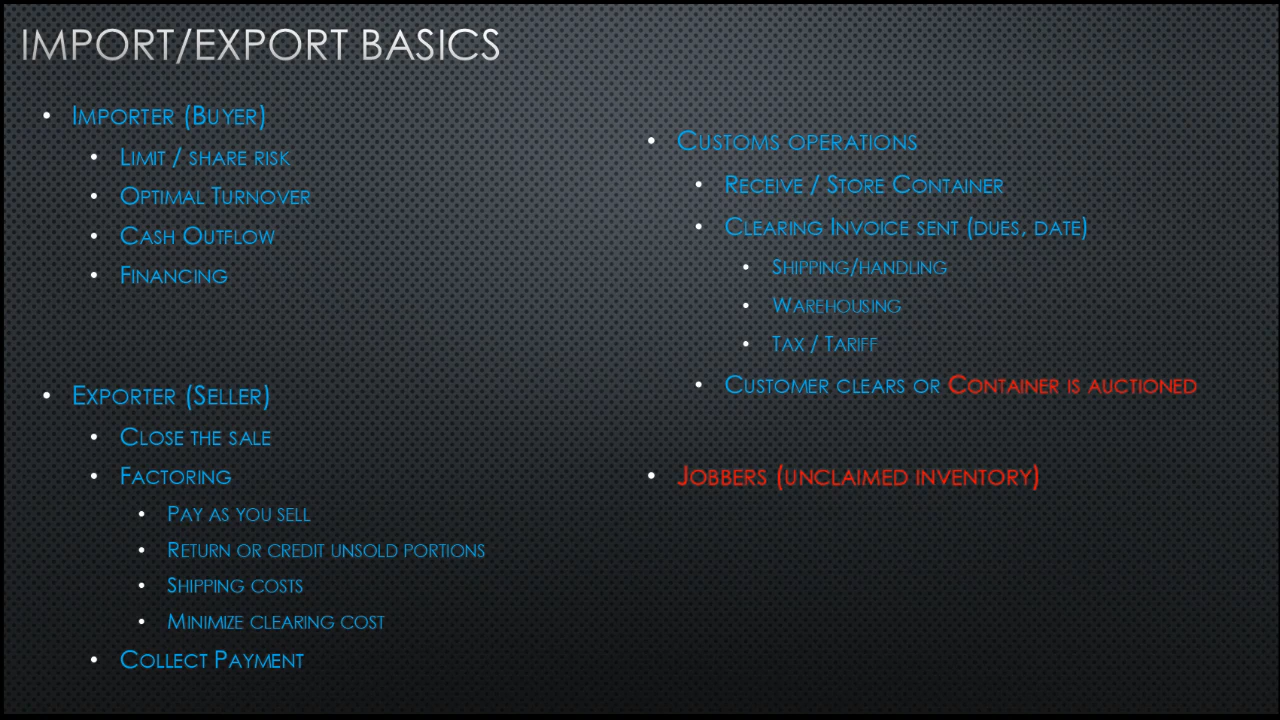 IMPORT/EXPORT BASICS
• IMPORTER (BUYER)
• LIMIT / SHARE RISK
• OPTIMAL TURNOVER
• CASH OUTFLOW
• FINANCING
• EXPORTER (SELLER)
• CLOSE THE SALE
• FACTORING
• PAY AS YOU SELL
• RETURN OR CREDIT UNSOLD PORTIONS
• SHIPPING COSTS
• MINIMIZE CLEARING COST
• COLLECT PAYMENT
• CUSTOMS OPERATIONS
• RECEIVE / STORE CONTAINER
• CLEARING INVOICE SENT (DUES, DATE)
• SHIPPING/HANDLING
• WAREHOUSING
• TAX / TARIFF
• CUSTOMER CLEARS OR CONTAINER IS AUCTIONED
• JOBBERS (UNCLAIMED INVENTORY)